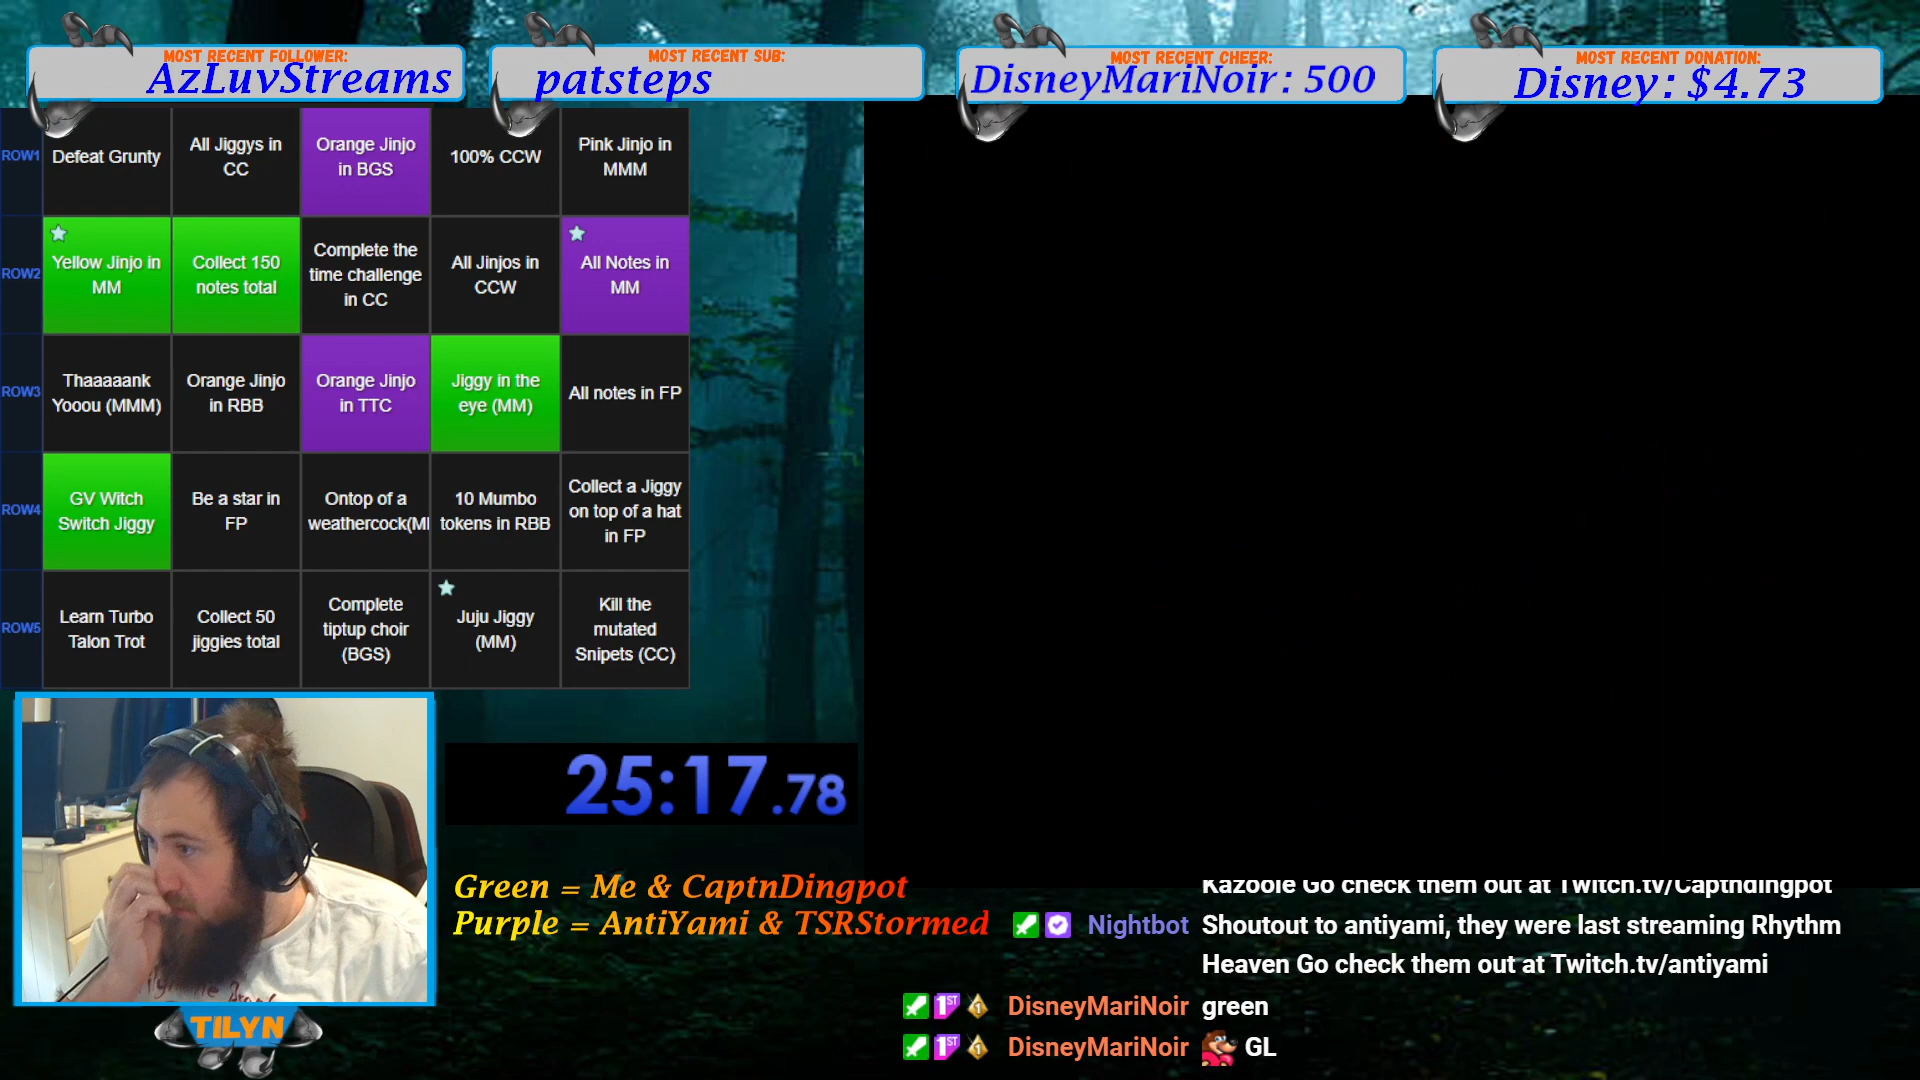 MOST RECENT FOLLOWER:
AzLuvStreams
MOST RECENT SUB:
patsteps
MOST RECENT CHEER:
DisneyMariNoir: 500
MOST RECENT DONATION:
Disney: $4.73
ROW1
Defeat Grunty
All Jiggys in
CC
Orange Jinjo
in BGS
100% CCW
Pink Jinjo in
MMM
ROW2
Yellow Jinjo in
MM
Collect 150
notes total
Complete the
time challenge
in CC
All Jinjos in
CCW
All Notes in
MM
ROW3
Thaaaaank
Yooou (MMM)
Orange Jinjo
in RBB
Orange Jinjo
in TTC
Jiggy in the
eye (MM)
All notes in FP
ROW4
GV Witch
Switch Jiggy
Be a star in
FP
Ontop of a
weathercock(M
10 Mumbo
tokens in RBB
Collect a Jiggy
on top of a hat
in FP
ROW5
Learn Turbo
Talon Trot
Collect 50
jiggies total
Complete
tiptup choir
(BGS)
Juju Jiggy
(MM)
Kill the
mutated
Snipets (CC)
25:17.78
TILYN
Green = Me & CaptnDingpot
Purple = AntiYami & TSRStormed
Kazooie Go check them out at Twitch.tv/Captndingpot
Nightbot Shoutout to antiyami, they were last streaming Rhythm
Heaven Go check them out at Twitch.tv/antiyami
1ST 1 DisneyMariNoir green
1ST 1 DisneyMariNoir GL